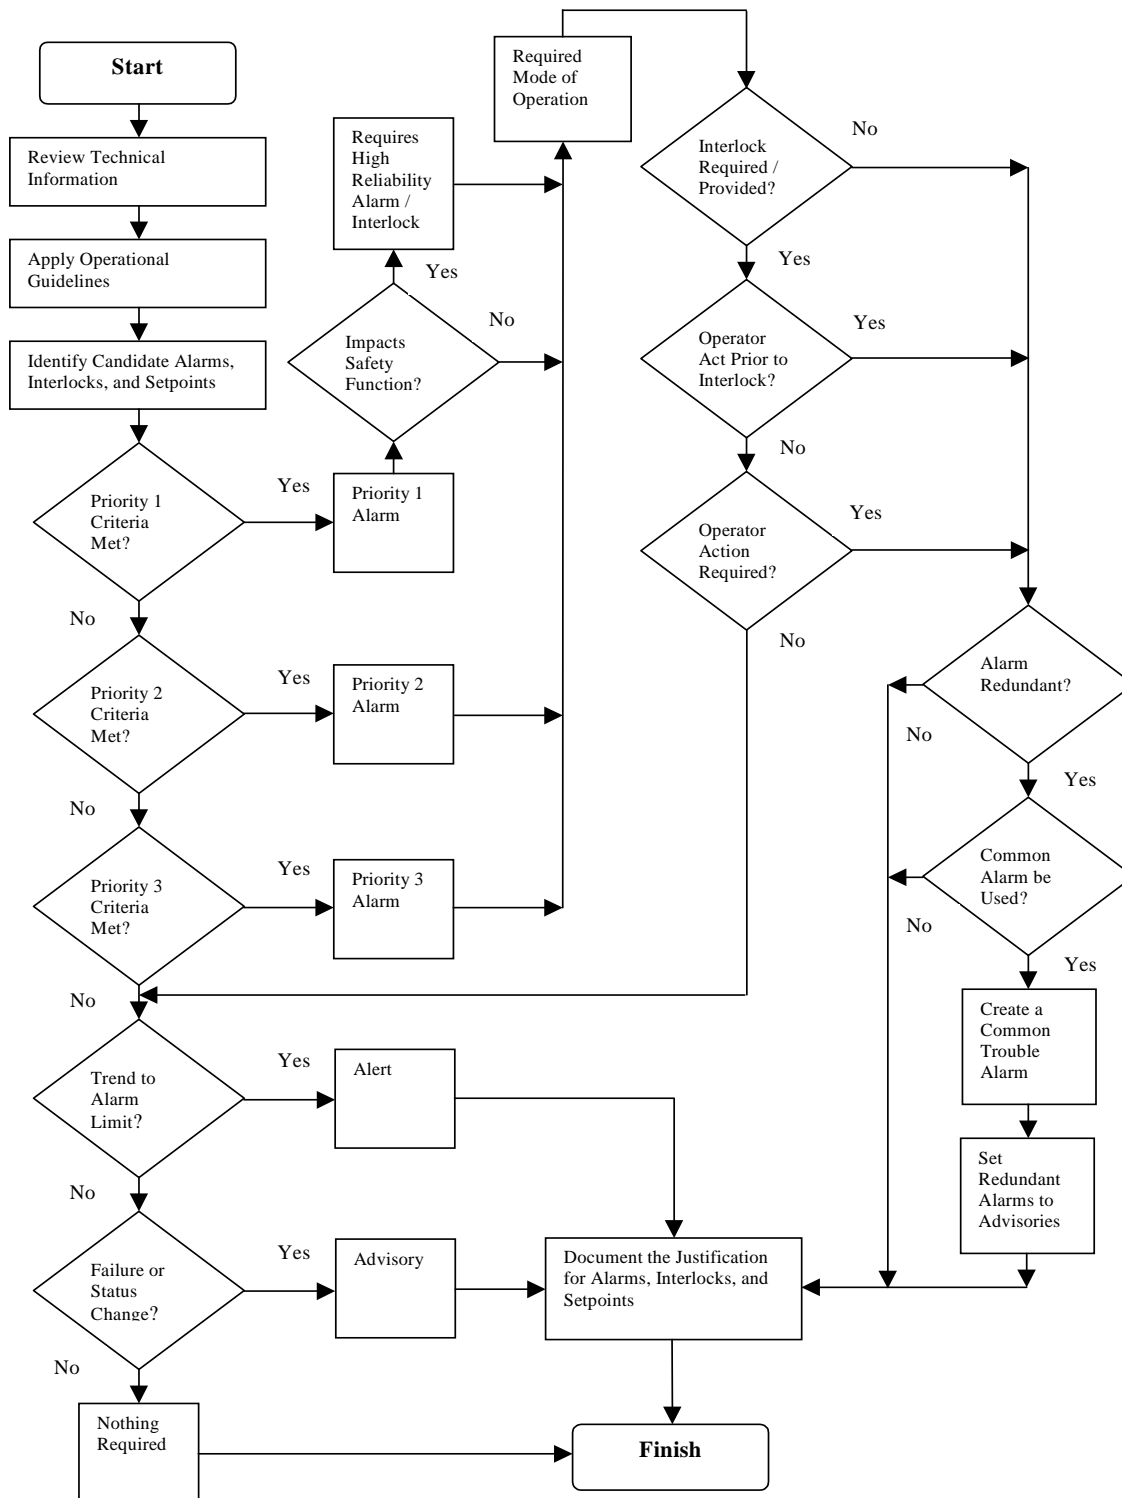 Start
Review Technical
Information
Apply Operational
Guidelines
Identify Candidate Alarms,
Interlocks, and Setpoints
Priority 1
Criteria
Met?
Yes
Priority 1
Alarm
Impacts
Safety
Function?
Yes
No
Requires
High
Reliability
Alarm /
Interlock
No
Priority 2
Criteria
Met?
Yes
Priority 2
Alarm
No
Priority 3
Criteria
Met?
Yes
Priority 3
Alarm
No
Trend to
Alarm
Limit?
Yes
Alert
No
Failure or
Status
Change?
Yes
Advisory
No
Nothing
Required
Required
Mode of
Operation
Interlock
Required /
Provided?
No
Yes
Operator
Act Prior to
Interlock?
Yes
No
Operator
Action
Required?
Yes
No
Alarm
Redundant?
No
Yes
Common
Alarm be
Used?
No
Yes
Create a
Common
Trouble
Alarm
Set
Redundant
Alarms to
Advisories
Document the Justification
for Alarms, Interlocks, and
Setpoints
Finish